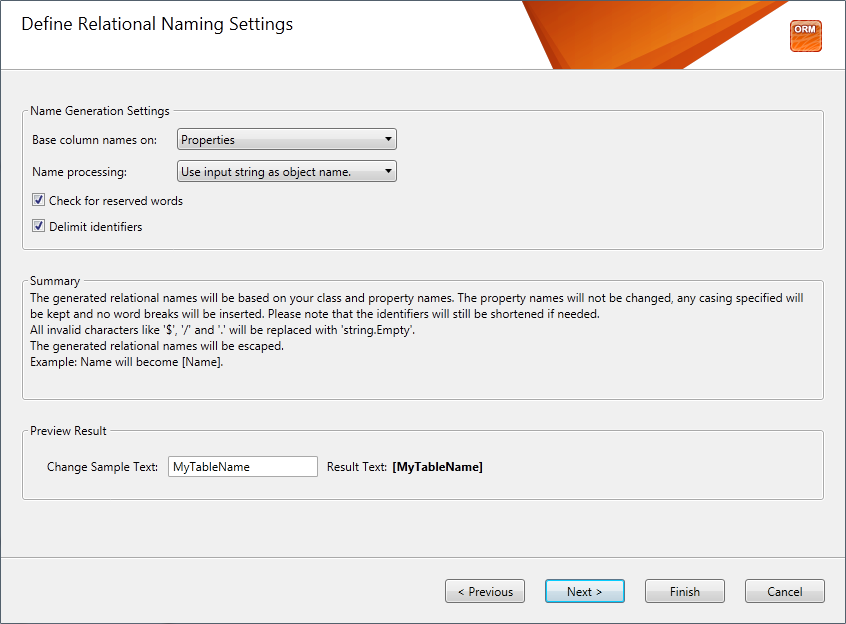 Define Relational Naming Settings
ORM
Name Generation Settings
Base column names on: Properties
Name processing: Use input string as object name.
Check for reserved words
Delimit identifiers
Summary
The generated relational names will be based on your class and property names. The property names will not be changed, any casing specified will
be kept and no word breaks will be inserted. Please note that the identifiers will still be shortened if needed.
All invalid characters like '$', '/' and '.' will be replaced with 'string.Empty'.
The generated relational names will be escaped.
Example: Name will become [Name].
Preview Result
Change Sample Text: MyTableName Result Text: [MyTableName]
< Previous Next > Finish Cancel